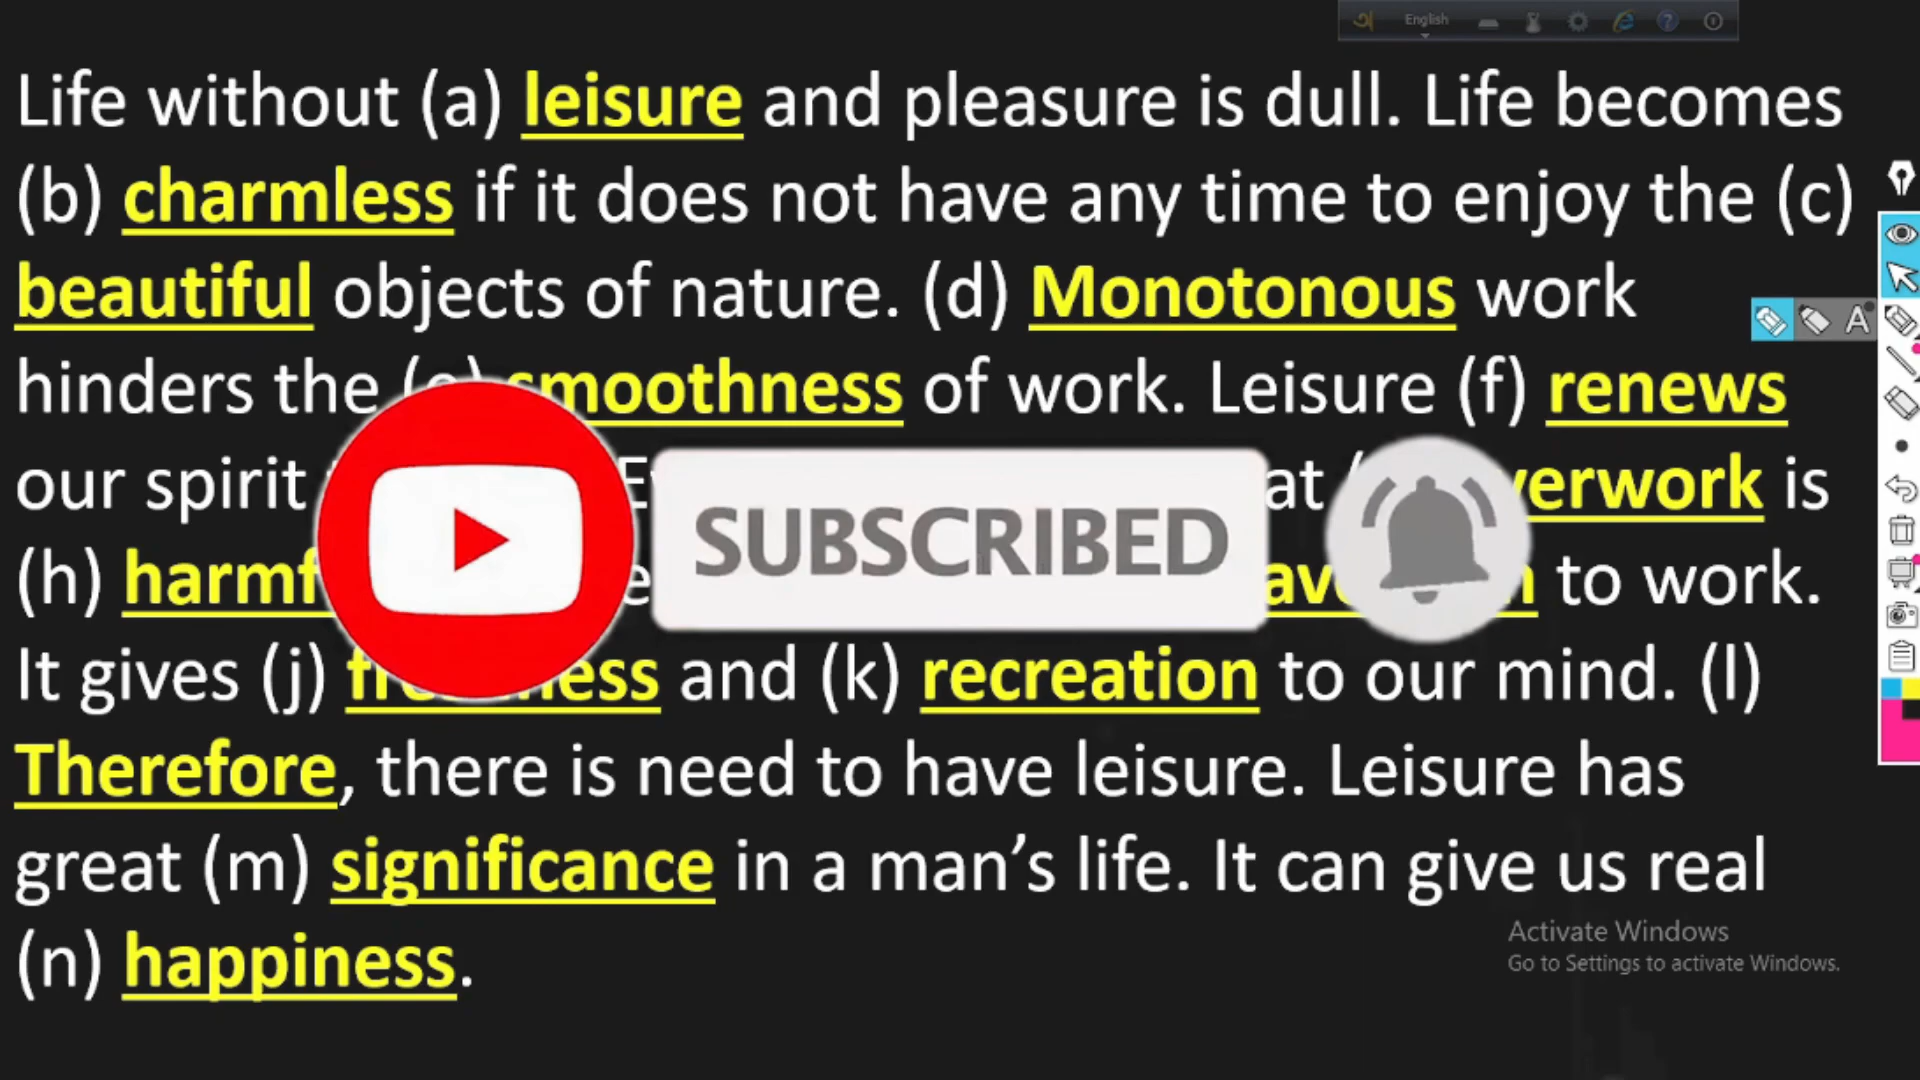 English
Life without (a) leisure and pleasure is dull. Life becomes
(b) charmless if it does not have any time to enjoy the (c)
beautiful objects of nature. (d) Monotonous work
hinders the smoothness of work. Leisure (f) renews
our spirit is
(h) to work.
It gives (j) and (k) recreation to our mind. (l)
Therefore, there is need to have leisure. Leisure has
great (m) significance in a man’s life. It can give us real
(n) happiness.
SUBSCRIBED
Activate Windows
Go to Settings to activate Windows.